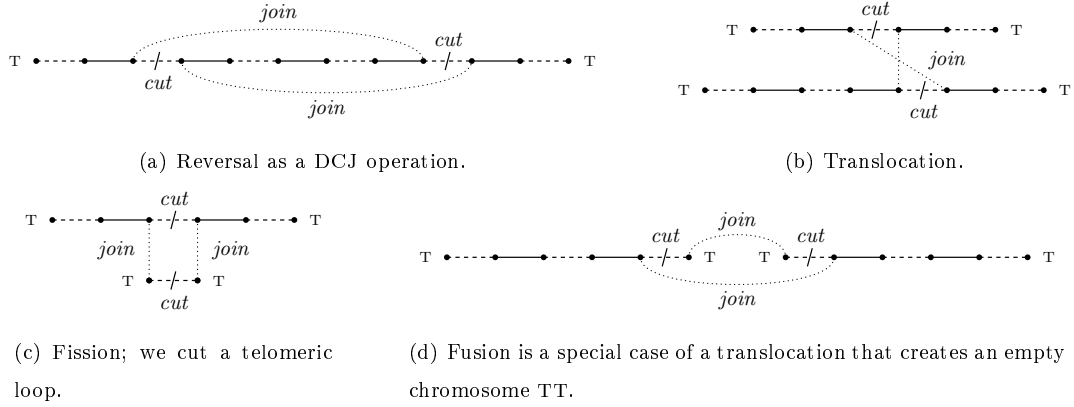 join
cut
T T
cut
join
(a) Reversal as a DCJ operation.
cut
T T
join
T T
cut
(b) Translocation.
cut
T T
join join
T T
cut
(c) Fission; we cut a telomeric
loop.
join
cut cut
T T T T
join
(d) Fusion is a special case of a translocation that creates an empty
chromosome TT.